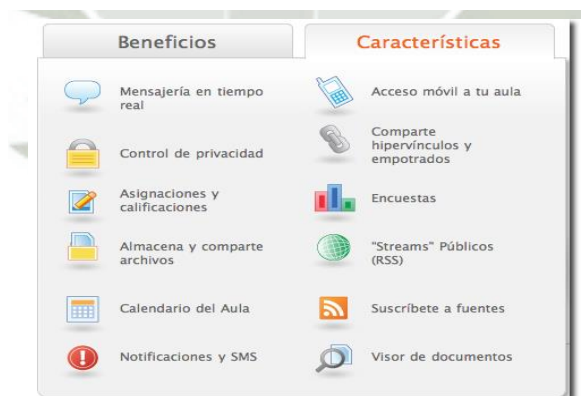 Beneficios
Características
Mensajería en tiempo
real
Acceso móvil a tu aula
Control de privacidad
Comparte
hipervínculos y
empotrados
Asignaciones y
calificaciones
Encuestas
Almacena y comparte
archivos
"Streams" Públicos
(RSS)
Calendario del Aula
Suscríbete a fuentes
Notificaciones y SMS
Visor de documentos